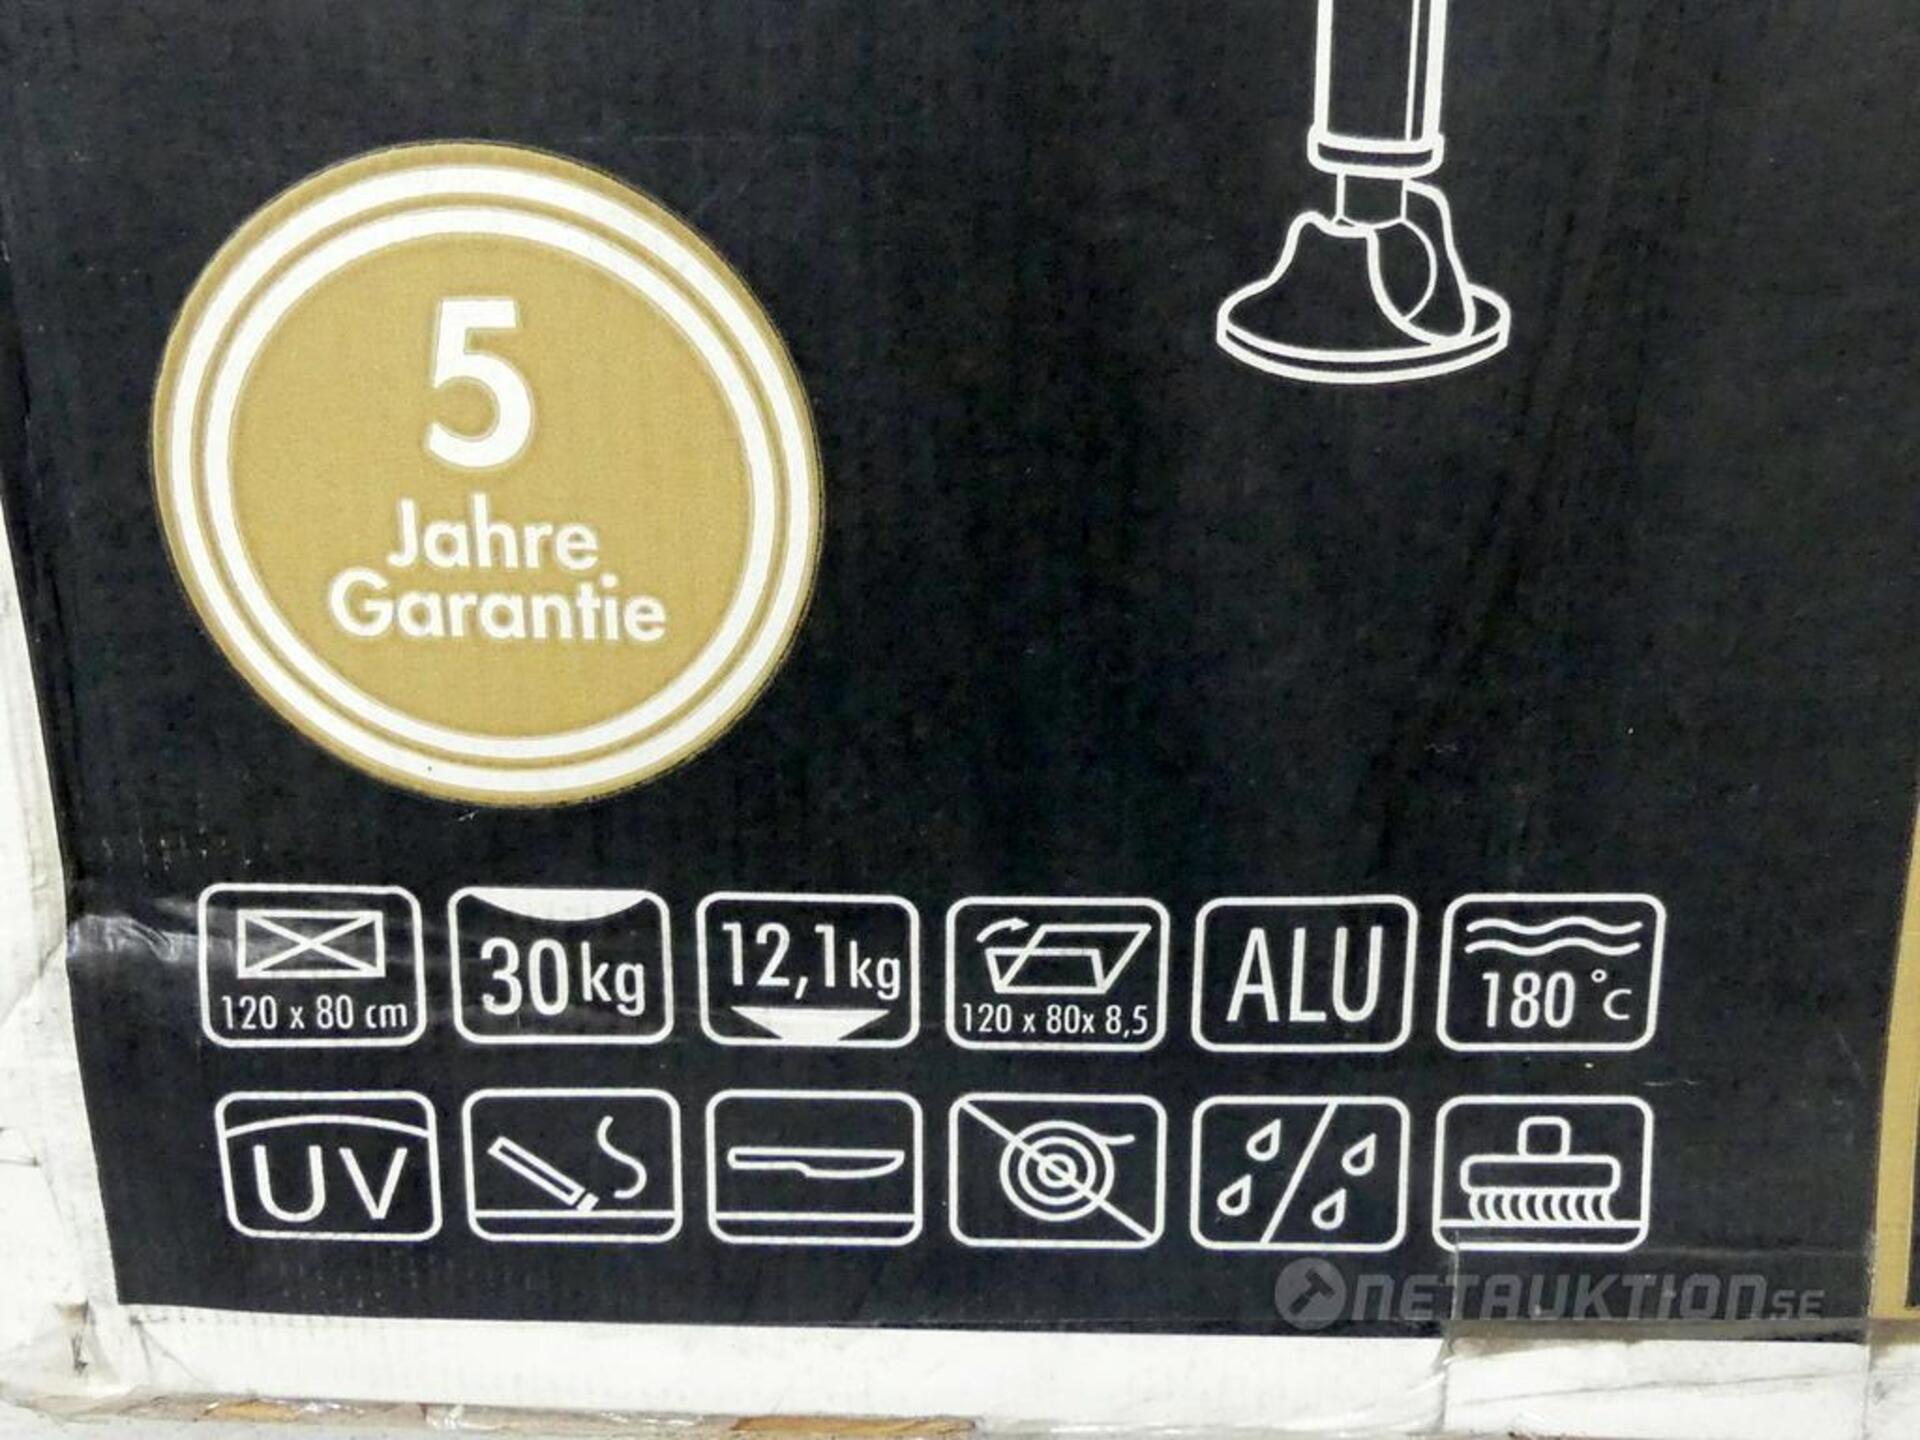 5
Jahre
Garantie
120 x 80 cm
30kg
12,1kg
120 x 80x 8,5
ALU
180 °c
UV
NETAUKTION.SE